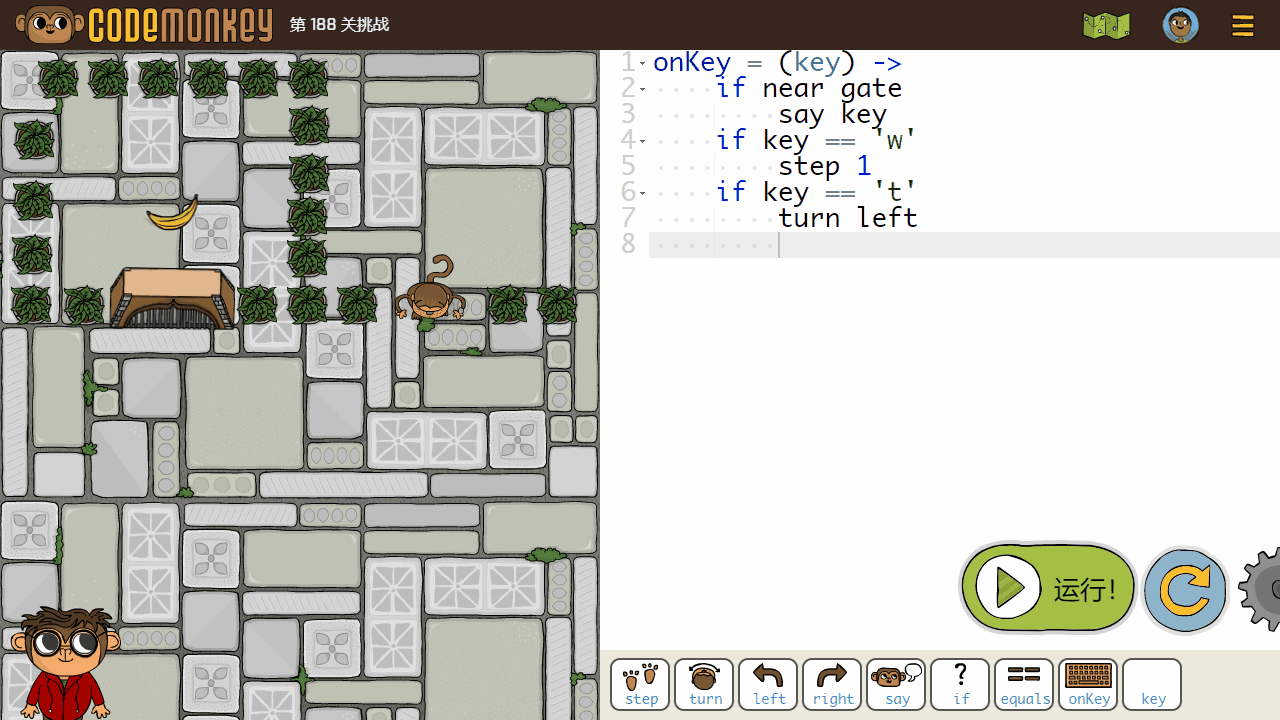 CODEMONKEY 第 188 关挑战
1 onKey = (key) ->
2 if near gate
3 say key
4 if key == 'w'
5 step 1
6 if key == 't'
7 turn left
8
运行!
step turn left right say if equals onKey key